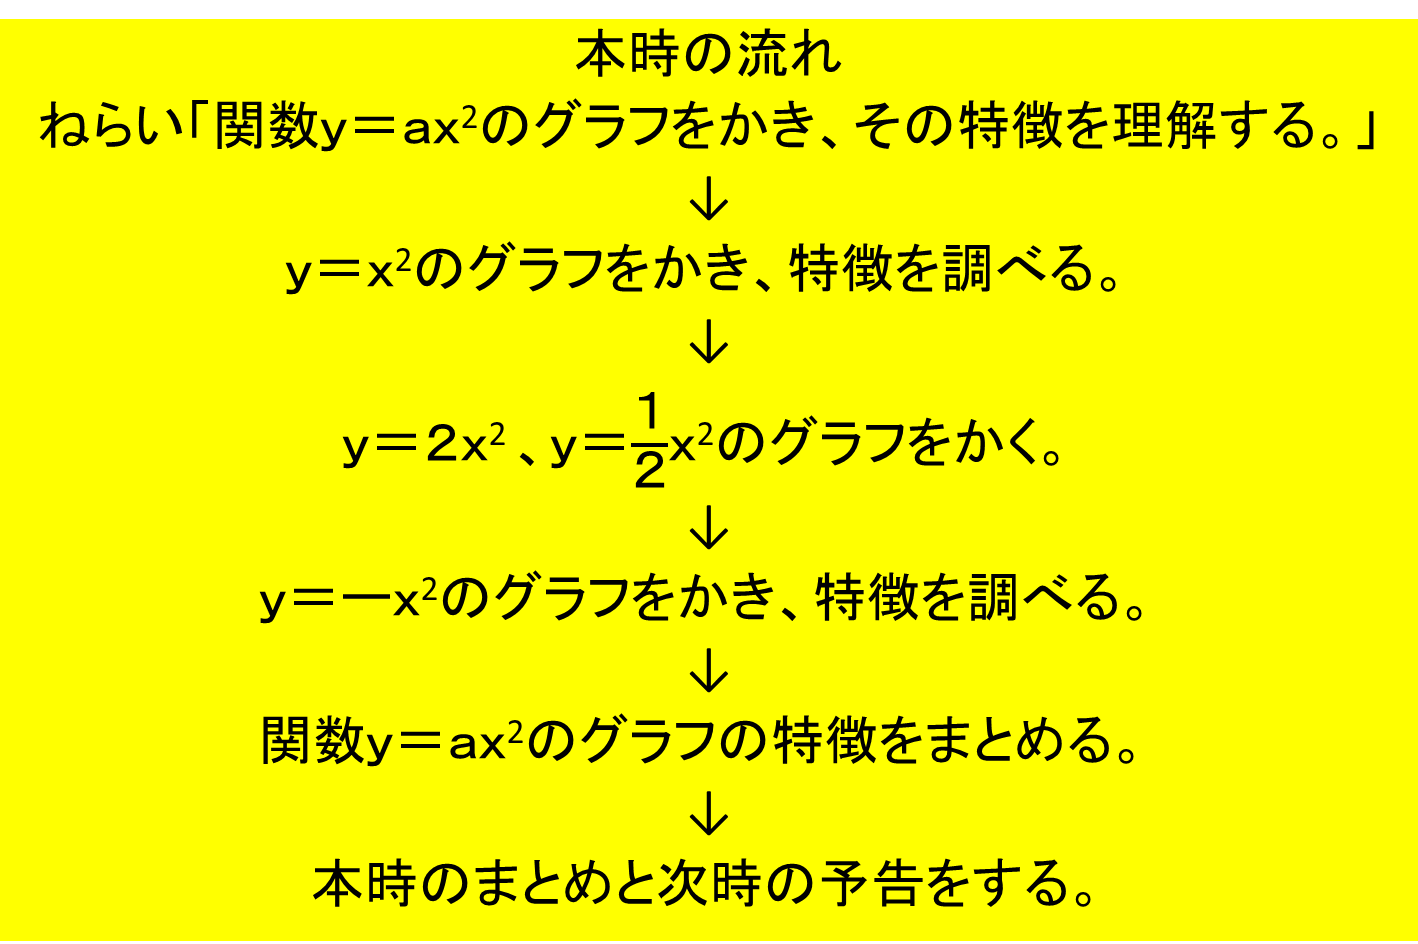 本時の流れ
ねらい「関数y=ax²のグラフをかき、その特徴を理解する。」
↓
y=x²のグラフをかき、特徴を調べる。
↓
y=2x²、y=1/2x²のグラフをかく。
↓
y=－x²のグラフをかき、特徴を調べる。
↓
関数y=ax²のグラフの特徴をまとめる。
↓
本時のまとめと次時の予告をする。